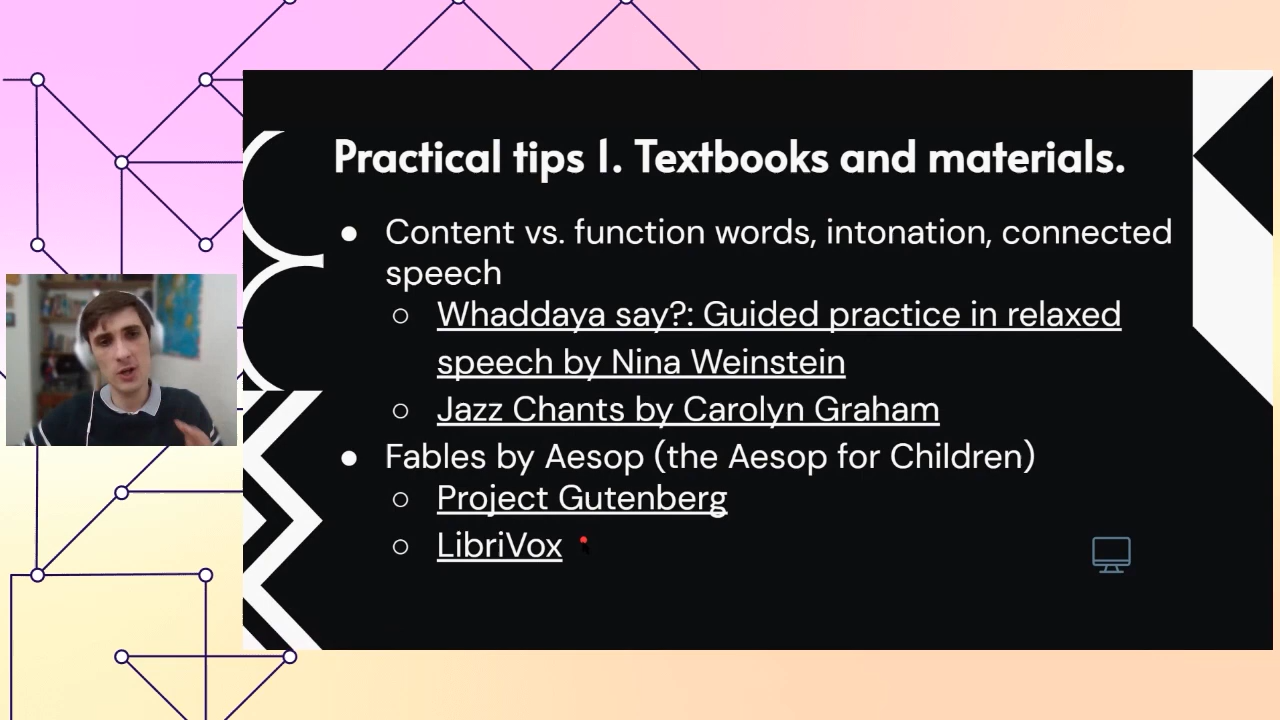 Practical tips 1. Textbooks and materials.
● Content vs. function words, intonation, connected
speech
○ Whaddaya say?: Guided practice in relaxed
speech by Nina Weinstein
○ Jazz Chants by Carolyn Graham
● Fables by Aesop (the Aesop for Children)
○ Project Gutenberg
○ LibriVox